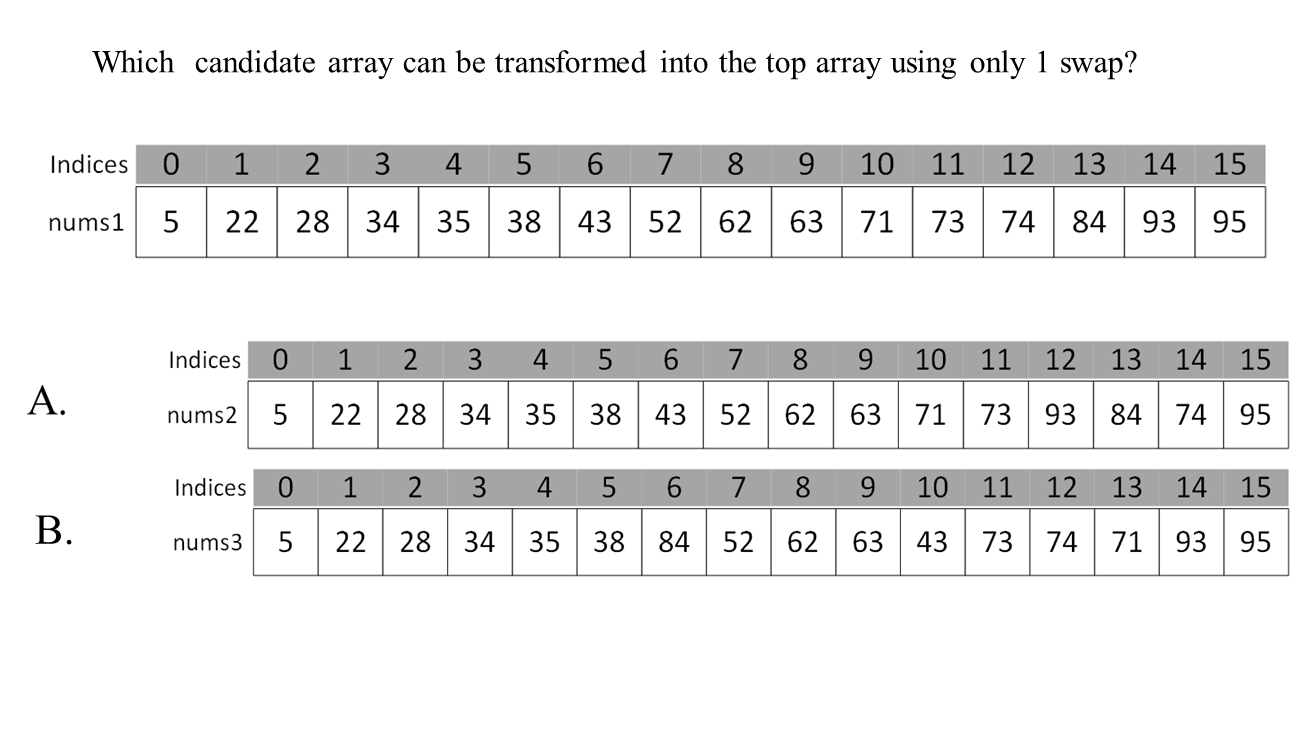 Which candidate array can be transformed into the top array using only 1 swap?
Indices 0 1 2 3 4 5 6 7 8 9 10 11 12 13 14 15
nums1 5 22 28 34 35 38 43 52 62 63 71 73 74 84 93 95
A.
Indices 0 1 2 3 4 5 6 7 8 9 10 11 12 13 14 15
nums2 5 22 28 34 35 38 43 52 62 63 71 73 93 84 74 95
B.
Indices 0 1 2 3 4 5 6 7 8 9 10 11 12 13 14 15
nums3 5 22 28 34 35 38 84 52 62 63 43 73 74 71 93 95